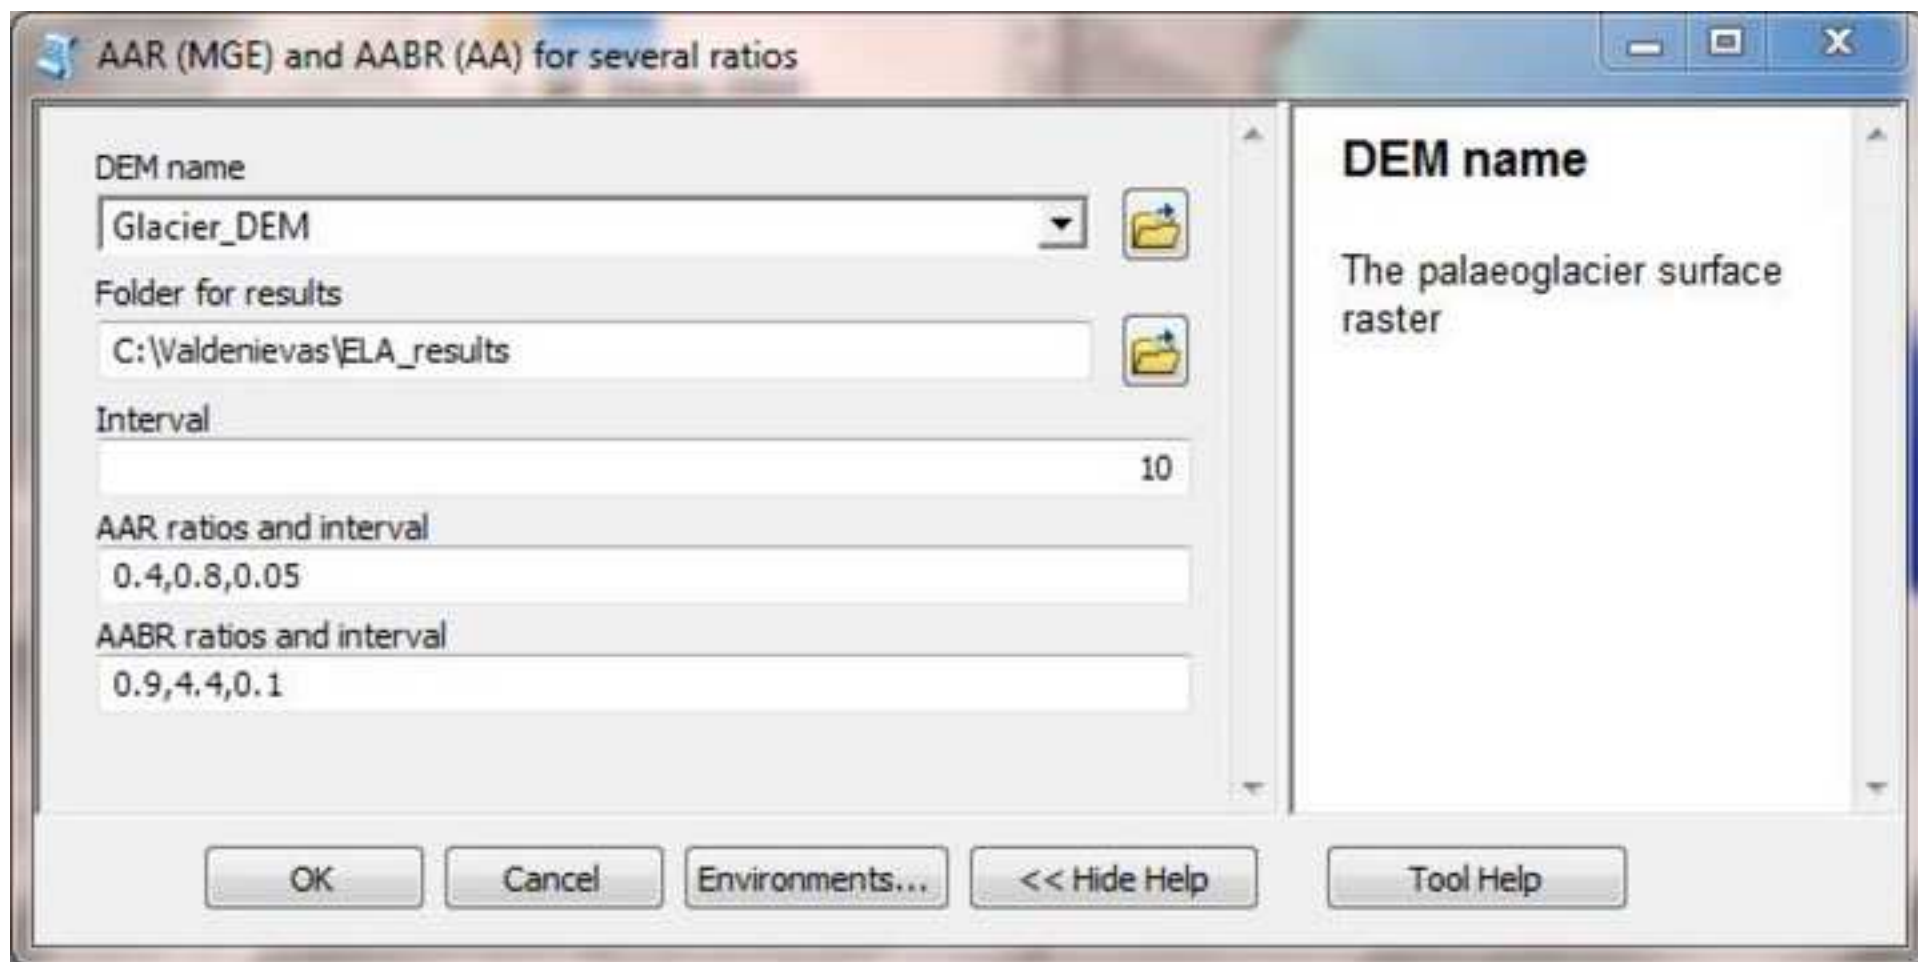 AAR (MGE) and AABR (AA) for several ratios
DEM name
Glacier_DEM
Folder for results
C:\Valdenievas\ELA_results
Interval
10
AAR ratios and interval
0.4,0.8,0.05
AABR ratios and interval
0.9,4.4,0.1
DEM name
The palaeoglacier surface
raster
OK
Cancel
Environments...
<< Hide Help
Tool Help